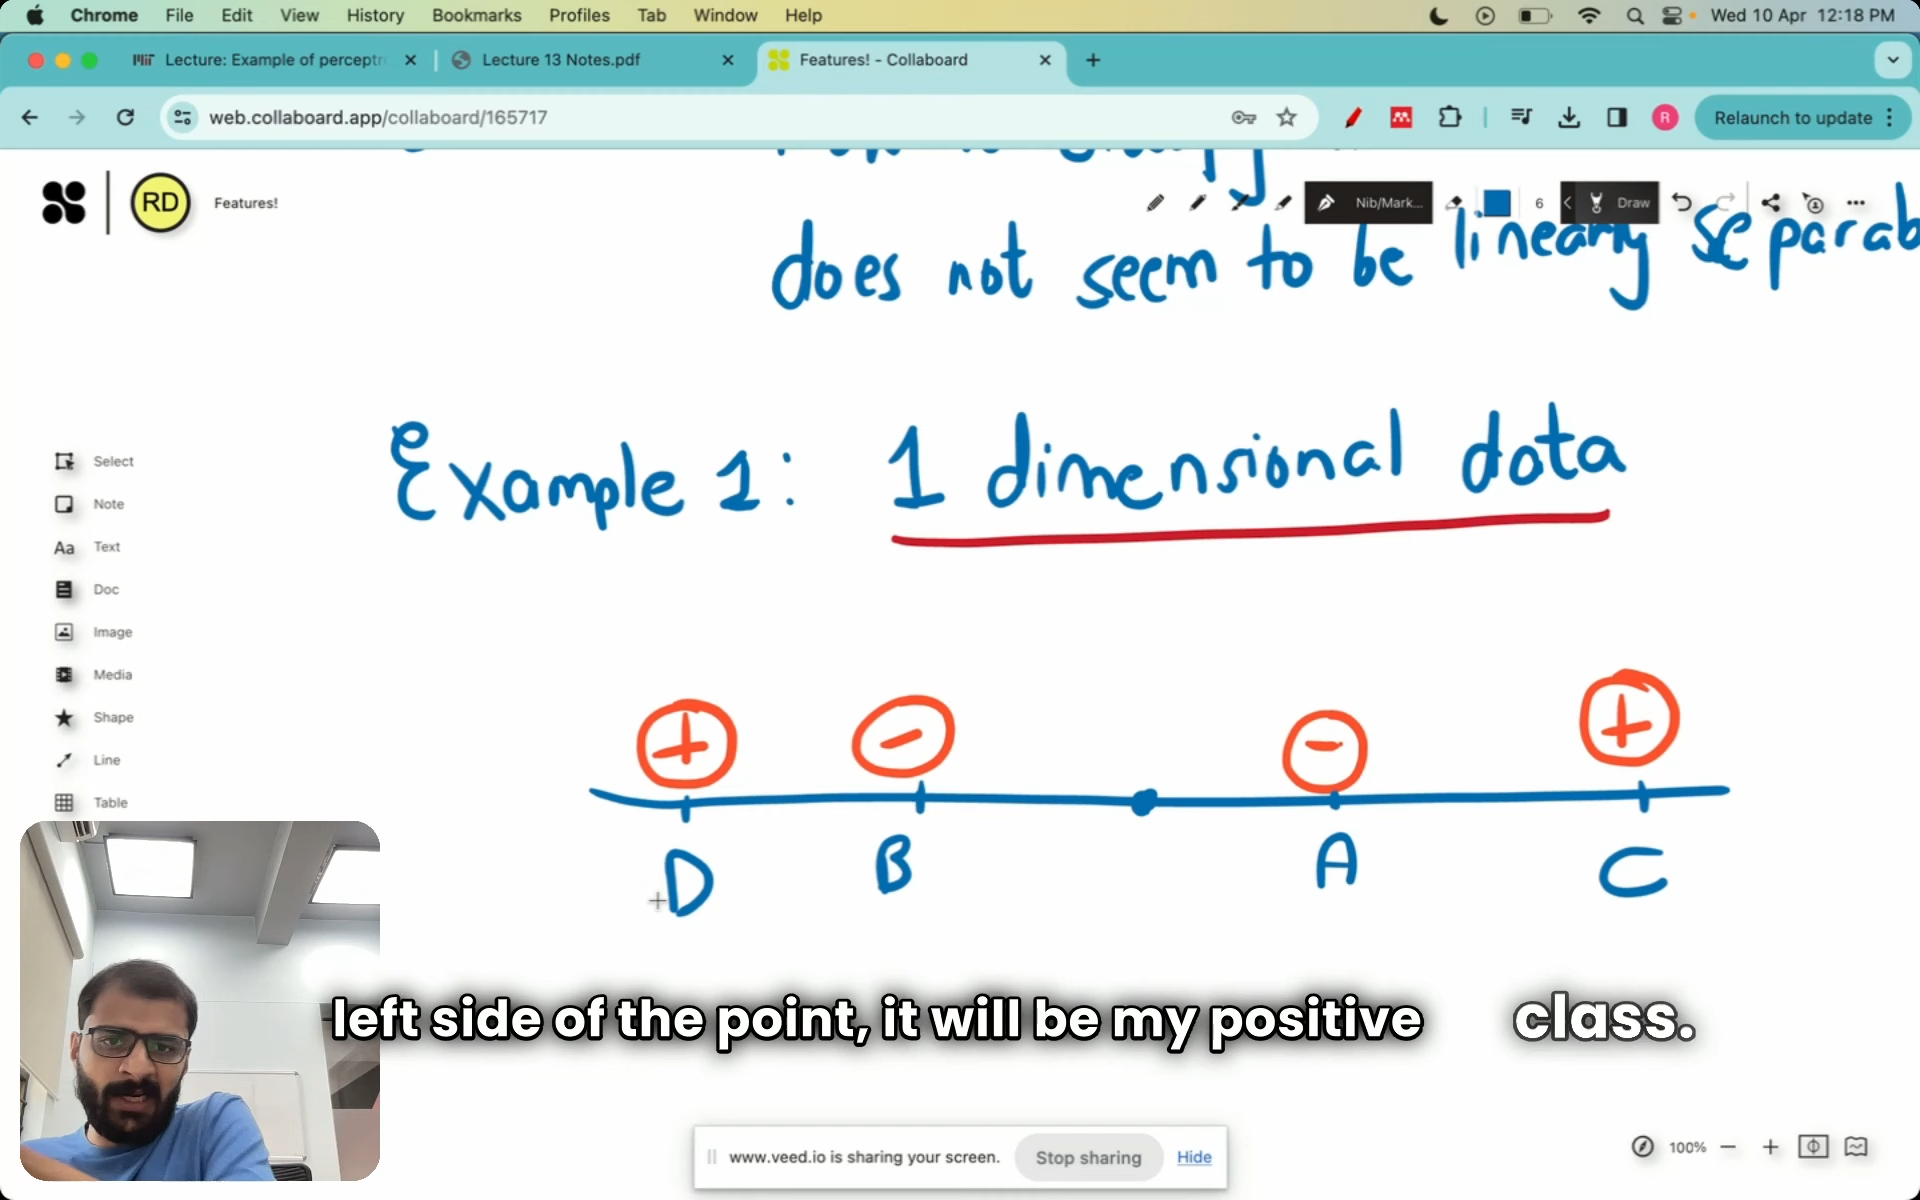 Chrome File Edit View History Bookmarks Profiles Tab Window Help Wed 10 Apr 12:18 PM
Lecture: Example of perceptr Lecture 13 Notes.pdf Features! - Collaboard
web.collaboard.app/collaboard/165717 R Relaunch to update
RD Features! Nib/Mark... 6 Draw
does not seem to be linearly separab
Example 1: 1 dimensional data
Select
Note
Aa Text
Doc
Image
Media
Shape
Line
Table
+ - - +
D B A C
left side of the point, it will be my positive class.
www.veed.io is sharing your screen. Stop sharing Hide
100%